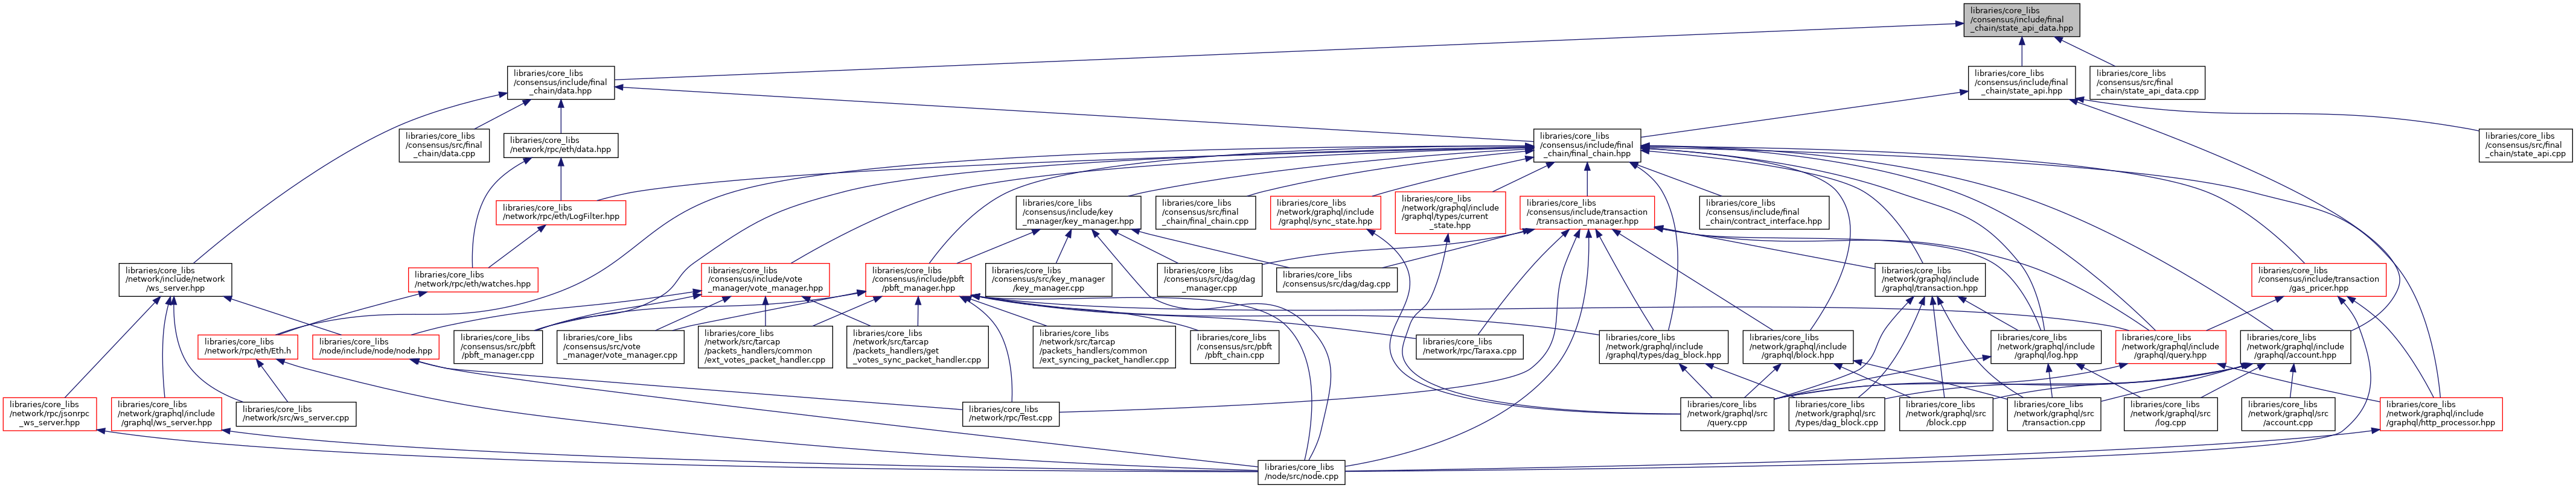 libraries/core_libs
/consensus/include/final
_chain/state_api_data.hpp
libraries/core_libs
/consensus/include/final
_chain/data.hpp
libraries/core_libs
/consensus/include/final
_chain/state_api.hpp
libraries/core_libs
/consensus/src/final
_chain/state_api_data.cpp
libraries/core_libs
/consensus/src/final
_chain/data.cpp
libraries/core_libs
/network/rpc/eth/data.hpp
libraries/core_libs
/consensus/include/final
_chain/final_chain.hpp
libraries/core_libs
/consensus/src/final
_chain/state_api.cpp
libraries/core_libs
/network/rpc/eth/LogFilter.hpp
libraries/core_libs
/consensus/include/key
_manager/key_manager.hpp
libraries/core_libs
/consensus/src/final
_chain/final_chain.cpp
libraries/core_libs
/network/graphql/include
/graphql/sync_state.hpp
libraries/core_libs
/network/graphql/include
/graphql/types/current
_state.hpp
libraries/core_libs
/consensus/include/transaction
/transaction_manager.hpp
libraries/core_libs
/consensus/include/final
_chain/contract_interface.hpp
libraries/core_libs
/network/include/network
/ws_server.hpp
libraries/core_libs
/network/rpc/eth/watches.hpp
libraries/core_libs
/consensus/include/vote
_manager/vote_manager.hpp
libraries/core_libs
/consensus/include/pbft
/pbft_manager.hpp
libraries/core_libs
/consensus/src/key_manager
/key_manager.cpp
libraries/core_libs
/consensus/src/dag/dag
_manager.cpp
libraries/core_libs
/consensus/src/dag/dag.cpp
libraries/core_libs
/network/graphql/include
/graphql/transaction.hpp
libraries/core_libs
/consensus/include/transaction
/gas_pricer.hpp
libraries/core_libs
/network/rpc/eth/Eth.h
libraries/core_libs
/node/include/node/node.hpp
libraries/core_libs
/consensus/src/pbft
/pbft_manager.cpp
libraries/core_libs
/consensus/src/vote
_manager/vote_manager.cpp
libraries/core_libs
/network/src/tarcap
/packets_handlers/common
/ext_votes_packet_handler.cpp
libraries/core_libs
/network/src/tarcap
/packets_handlers/get
_votes_sync_packet_handler.cpp
libraries/core_libs
/network/src/tarcap
/packets_handlers/common
/ext_syncing_packet_handler.cpp
libraries/core_libs
/consensus/src/pbft
/pbft_chain.cpp
libraries/core_libs
/network/rpc/Taraxa.cpp
libraries/core_libs
/network/graphql/include
/graphql/types/dag_block.hpp
libraries/core_libs
/network/graphql/include
/graphql/block.hpp
libraries/core_libs
/network/graphql/include
/graphql/log.hpp
libraries/core_libs
/network/graphql/include
/graphql/query.hpp
libraries/core_libs
/network/graphql/include
/graphql/account.hpp
libraries/core_libs
/network/rpc/jsonrpc
_ws_server.hpp
libraries/core_libs
/network/graphql/include
/graphql/ws_server.hpp
libraries/core_libs
/network/src/ws_server.cpp
libraries/core_libs
/network/rpc/Test.cpp
libraries/core_libs
/network/graphql/src
/query.cpp
libraries/core_libs
/network/graphql/src
/types/dag_block.cpp
libraries/core_libs
/network/graphql/src
/block.cpp
libraries/core_libs
/network/graphql/src
/transaction.cpp
libraries/core_libs
/network/graphql/src
/log.cpp
libraries/core_libs
/network/graphql/src
/account.cpp
libraries/core_libs
/network/graphql/include
/graphql/http_processor.hpp
libraries/core_libs
/node/src/node.cpp